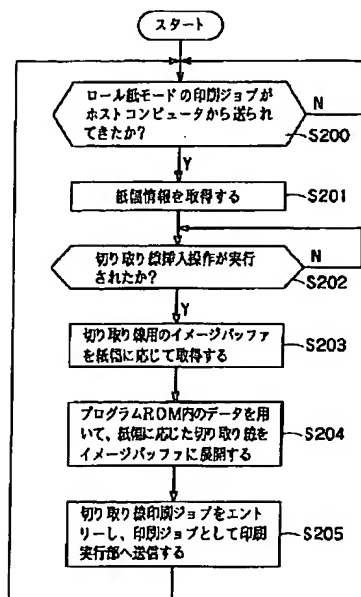 スタート
ロール紙モードの印刷ジョブが
ホストコンピュータから送られ
てきたか?
N
S200
Y
紙幅情報を取得する
S201
切り取り線挿入操作が実行
されたか?
N
S202
Y
切り取り線用のイメージバッファ
を紙幅に応じて取得する
S203
プログラムROM内のデータを用
いて、紙幅に応じた切り取り線を
イメージバッファに展開する
S204
切り取り線印刷ジョブをエント
リーし、印刷ジョブとして印刷
実行部へ送信する
S205